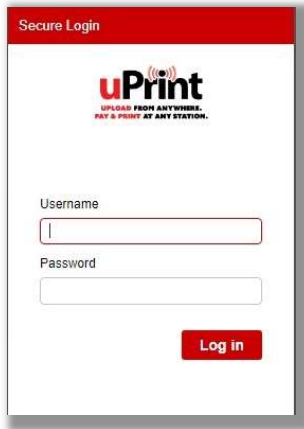 Secure Login
uPrint
UPLOAD FROM ANYWHERE.
PAY & PRINT AT ANY STATION.
Username
Password
Log in